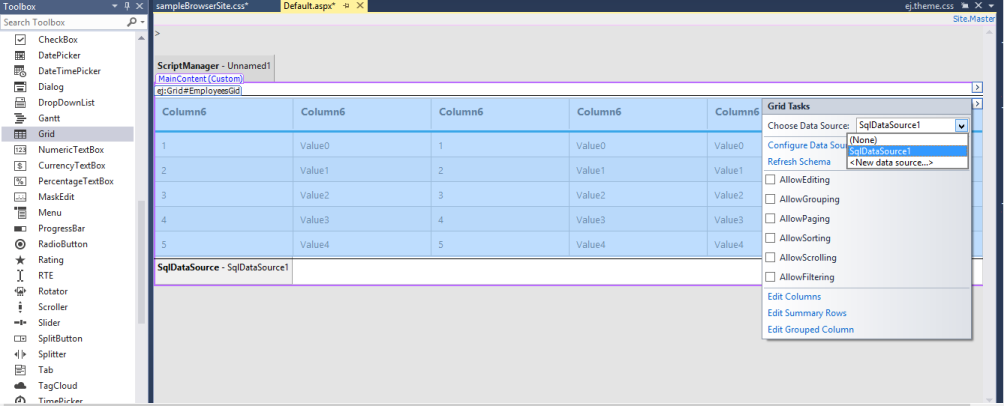 Toolbox
Search Toolbox
CheckBox
DatePicker
DateTimePicker
Dialog
DropDownList
Gantt
Grid
NumericTextBox
CurrencyTextBox
PercentageTextBox
MaskEdit
Menu
ProgressBar
RadioButton
Rating
RTE
Rotator
Scroller
Slider
SplitButton
Splitter
Tab
TagCloud
TimePicker
sampleBrowserSite.css* Default.aspx* ej.theme.css
Site.Master
>
ScriptManager - Unnamed1
MainContent (Custom)
ej:Grid#EmployeesGid
Column6 Column6 Column6 Column6 Column6
1 Value0 1 Value0 Value0
2 Value1 2 Value1 Value1
3 Value2 3 Value2 Value2
4 Value3 4 Value3 Value3
5 Value4 5 Value4 Value4
SqlDataSource - SqlDataSource1
Grid Tasks
Choose Data Source: SqlDataSource1
(None)
SqlDataSource1
<New data source...>
Configure Data Sou
Refresh Schema
AllowEditing
AllowGrouping
AllowPaging
AllowSorting
AllowScrolling
AllowFiltering
Edit Columns
Edit Summary Rows
Edit Grouped Column